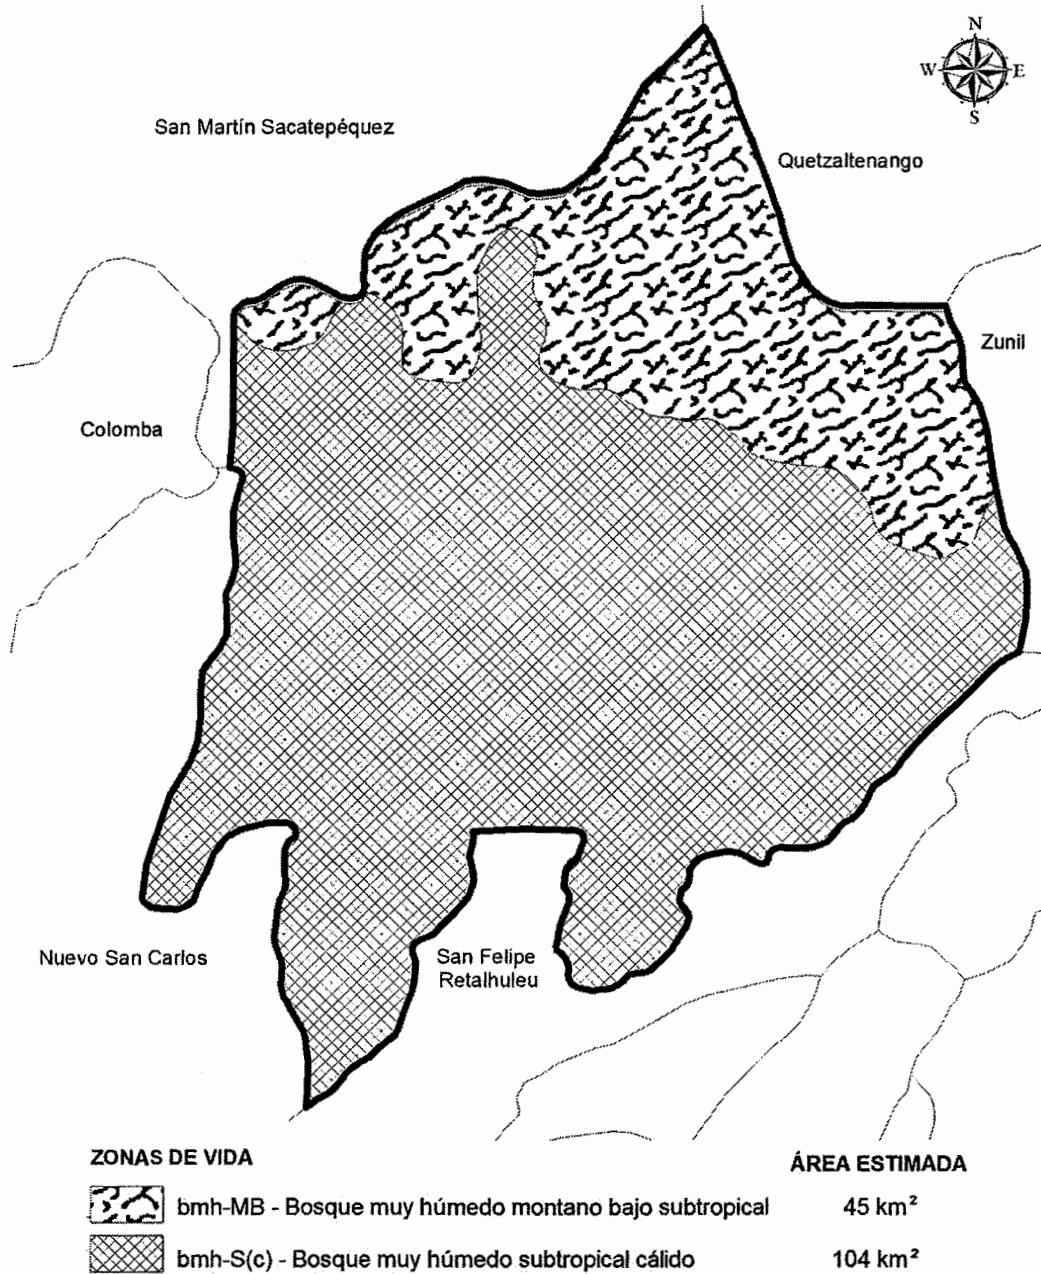 N
W E
S
San Martín Sacatepéquez
Quetzaltenango
Zunil
Colomba
Nuevo San Carlos
San Felipe
Retalhuleu
ZONAS DE VIDA ÁREA ESTIMADA
bmh-MB - Bosque muy húmedo montano bajo subtropical 45 km²
bmh-S(c) - Bosque muy húmedo subtropical cálido 104 km²